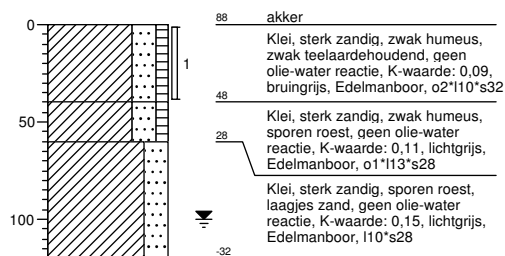 0
50
100
1
88
48
28
-32
akker
Klei, sterk zandig, zwak humeus,
zwak teelaardehoudend, geen
olie-water reactie, K-waarde: 0,09,
bruingrijs, Edelmanboor, o2*l10*s32
Klei, sterk zandig, zwak humeus,
sporen roest, geen olie-water
reactie, K-waarde: 0,11, lichtgrijs,
Edelmanboor, o1*l13*s28
Klei, sterk zandig, sporen roest,
laagjes zand, geen olie-water
reactie, K-waarde: 0,15, lichtgrijs,
Edelmanboor, l10*s28